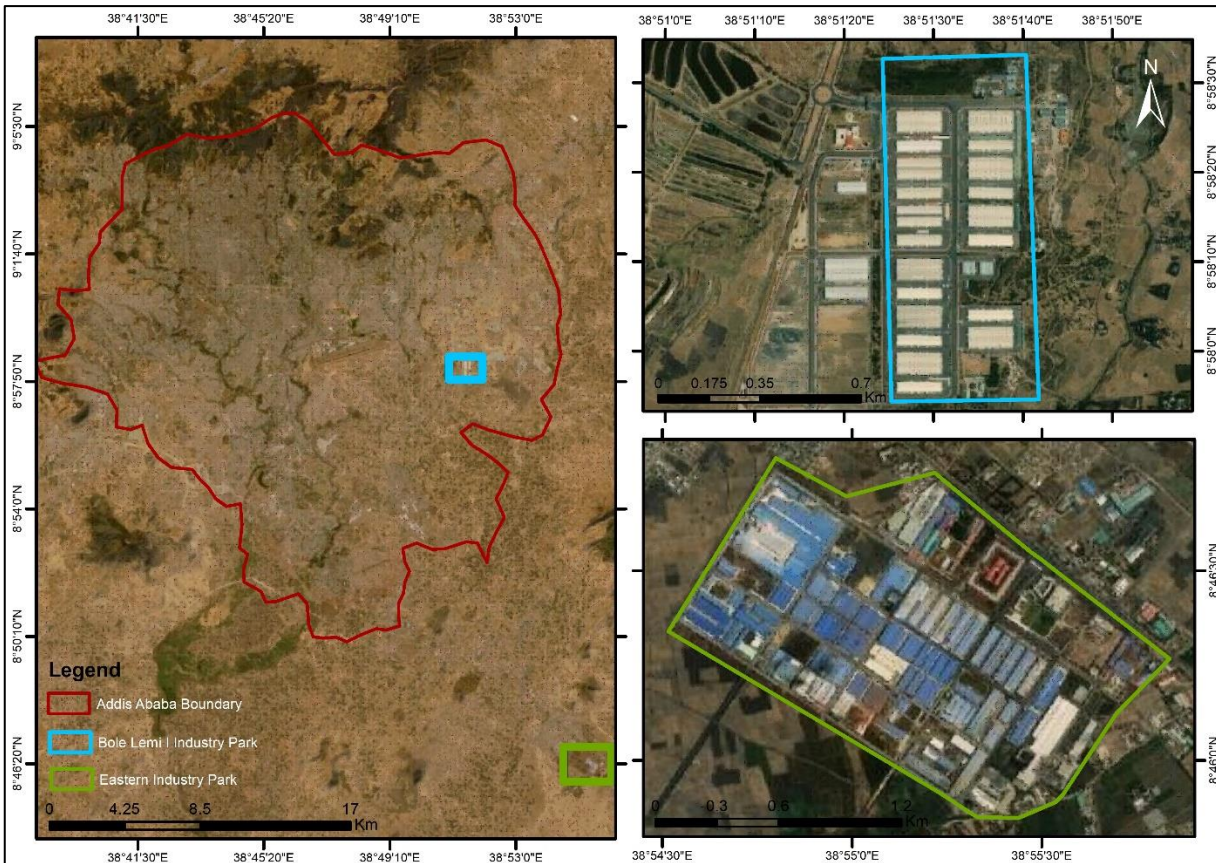 38°41'30"E 38°45'20"E 38°49'10"E 38°53'0"E
9°5'30"N
9°1'40"N
8°57'50"N
8°54'0"N
8°50'10"N
8°46'20"N
Legend
Addis Ababa Boundary
Bole Lemi I Industry Park
Eastern Industry Park
0 4.25 8.5 17
Km
38°41'30"E 38°45'20"E 38°49'10"E 38°53'0"E
38°51'0"E 38°51'10"E 38°51'20"E 38°51'30"E 38°51'40"E 38°51'50"E
N
8°58'30"N
8°58'20"N
8°58'10"N
8°58'0"N
0 0.175 0.35 0.7
Km
8°46'30"N
8°46'0"N
0 0.3 0.6 1.2
Km
38°54'30"E 38°55'0"E 38°55'30"E